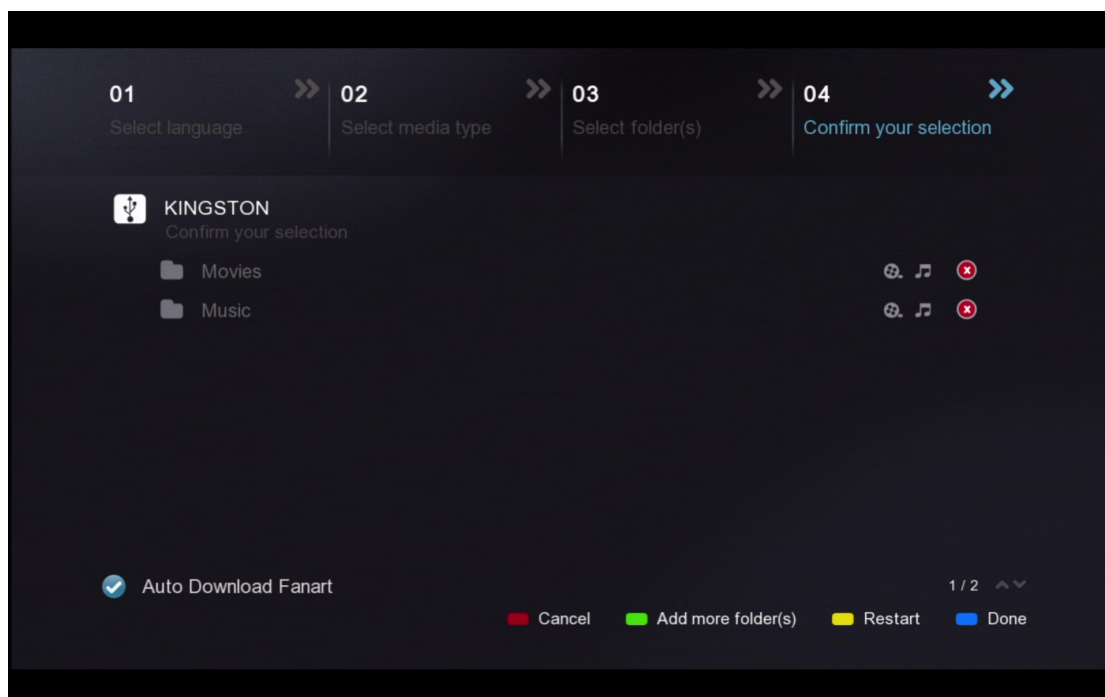 01
Select language
02
Select media type
03
Select folder(s)
04
Confirm your selection
KINGSTON
Confirm your selection
Movies
Music
Auto Download Fanart
1 / 2
Cancel
Add more folder(s)
Restart
Done